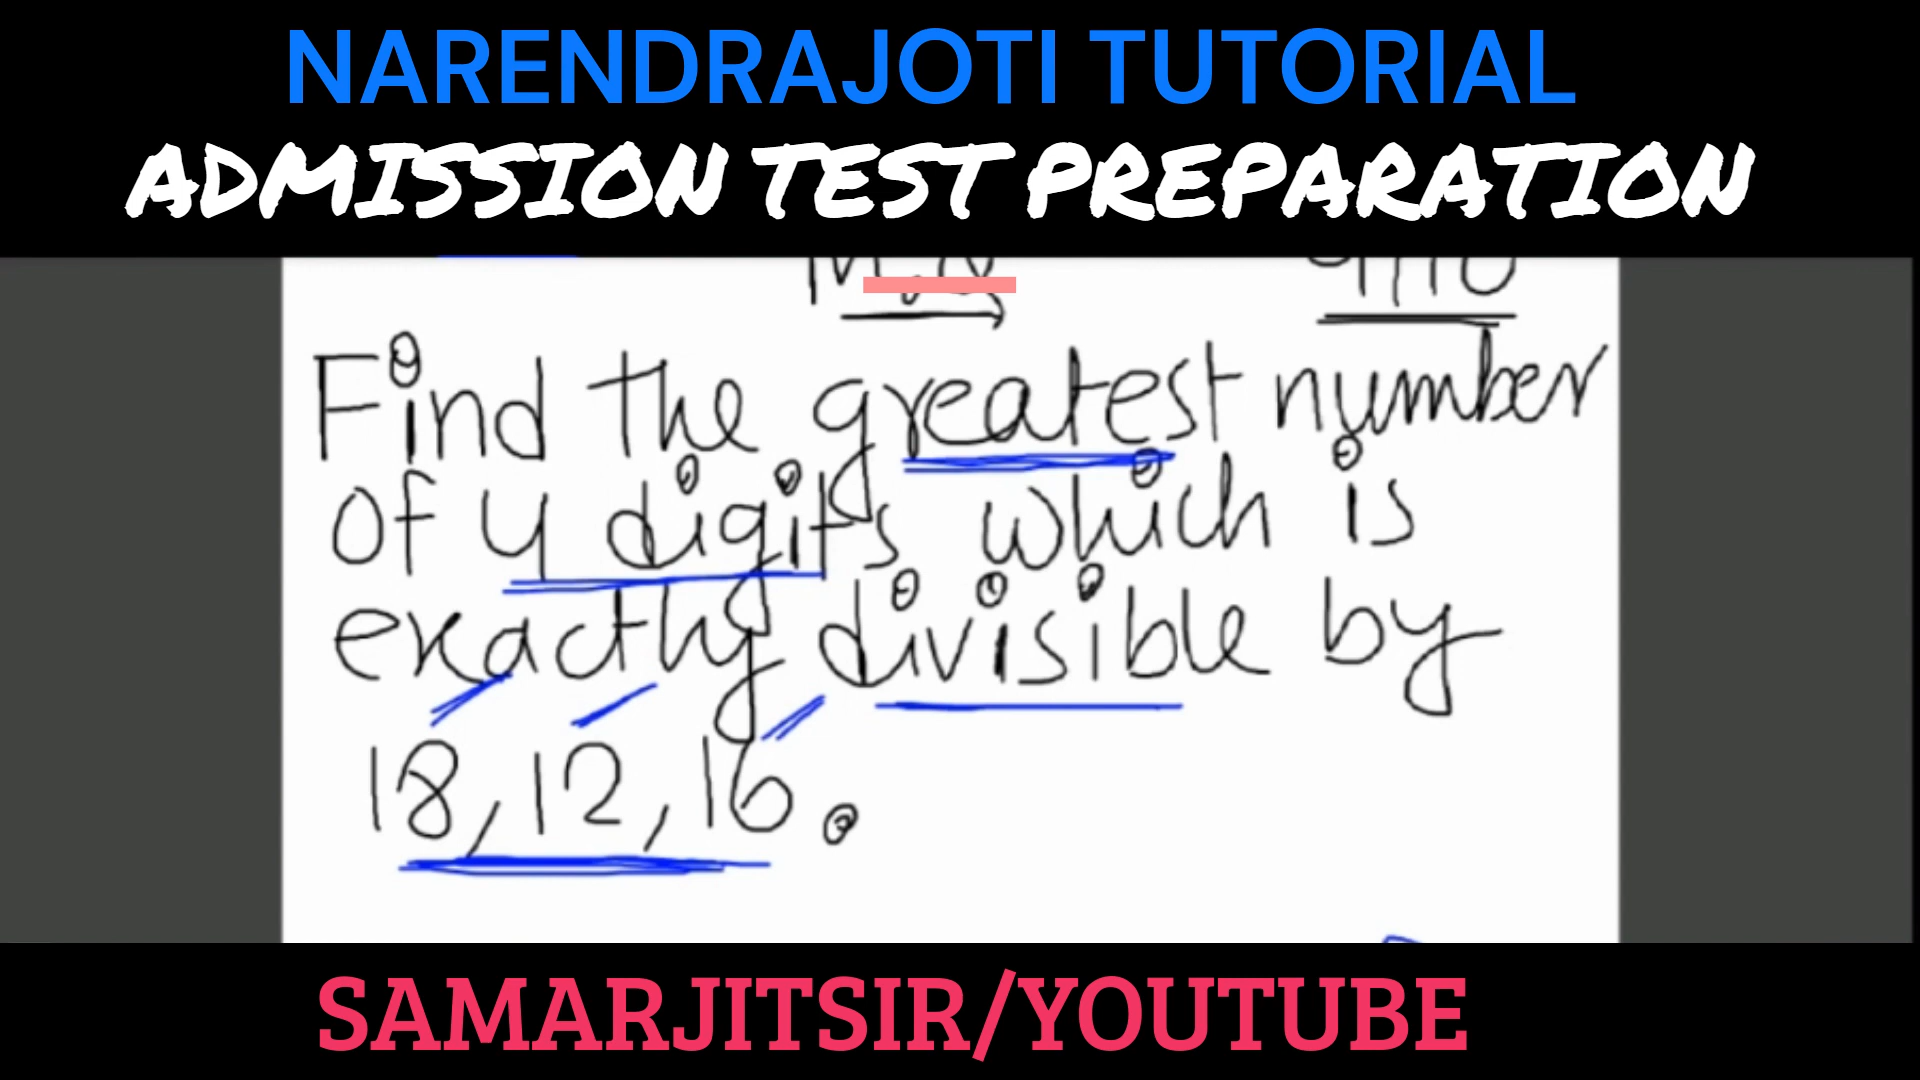 NARENDRAJOTI TUTORIAL
ADMISSION TEST PREPARATION
Find the greatest number
of 4 digits which is
exactly divisible by
18, 12, 16.
SAMARJITSIR/YOUTUBE